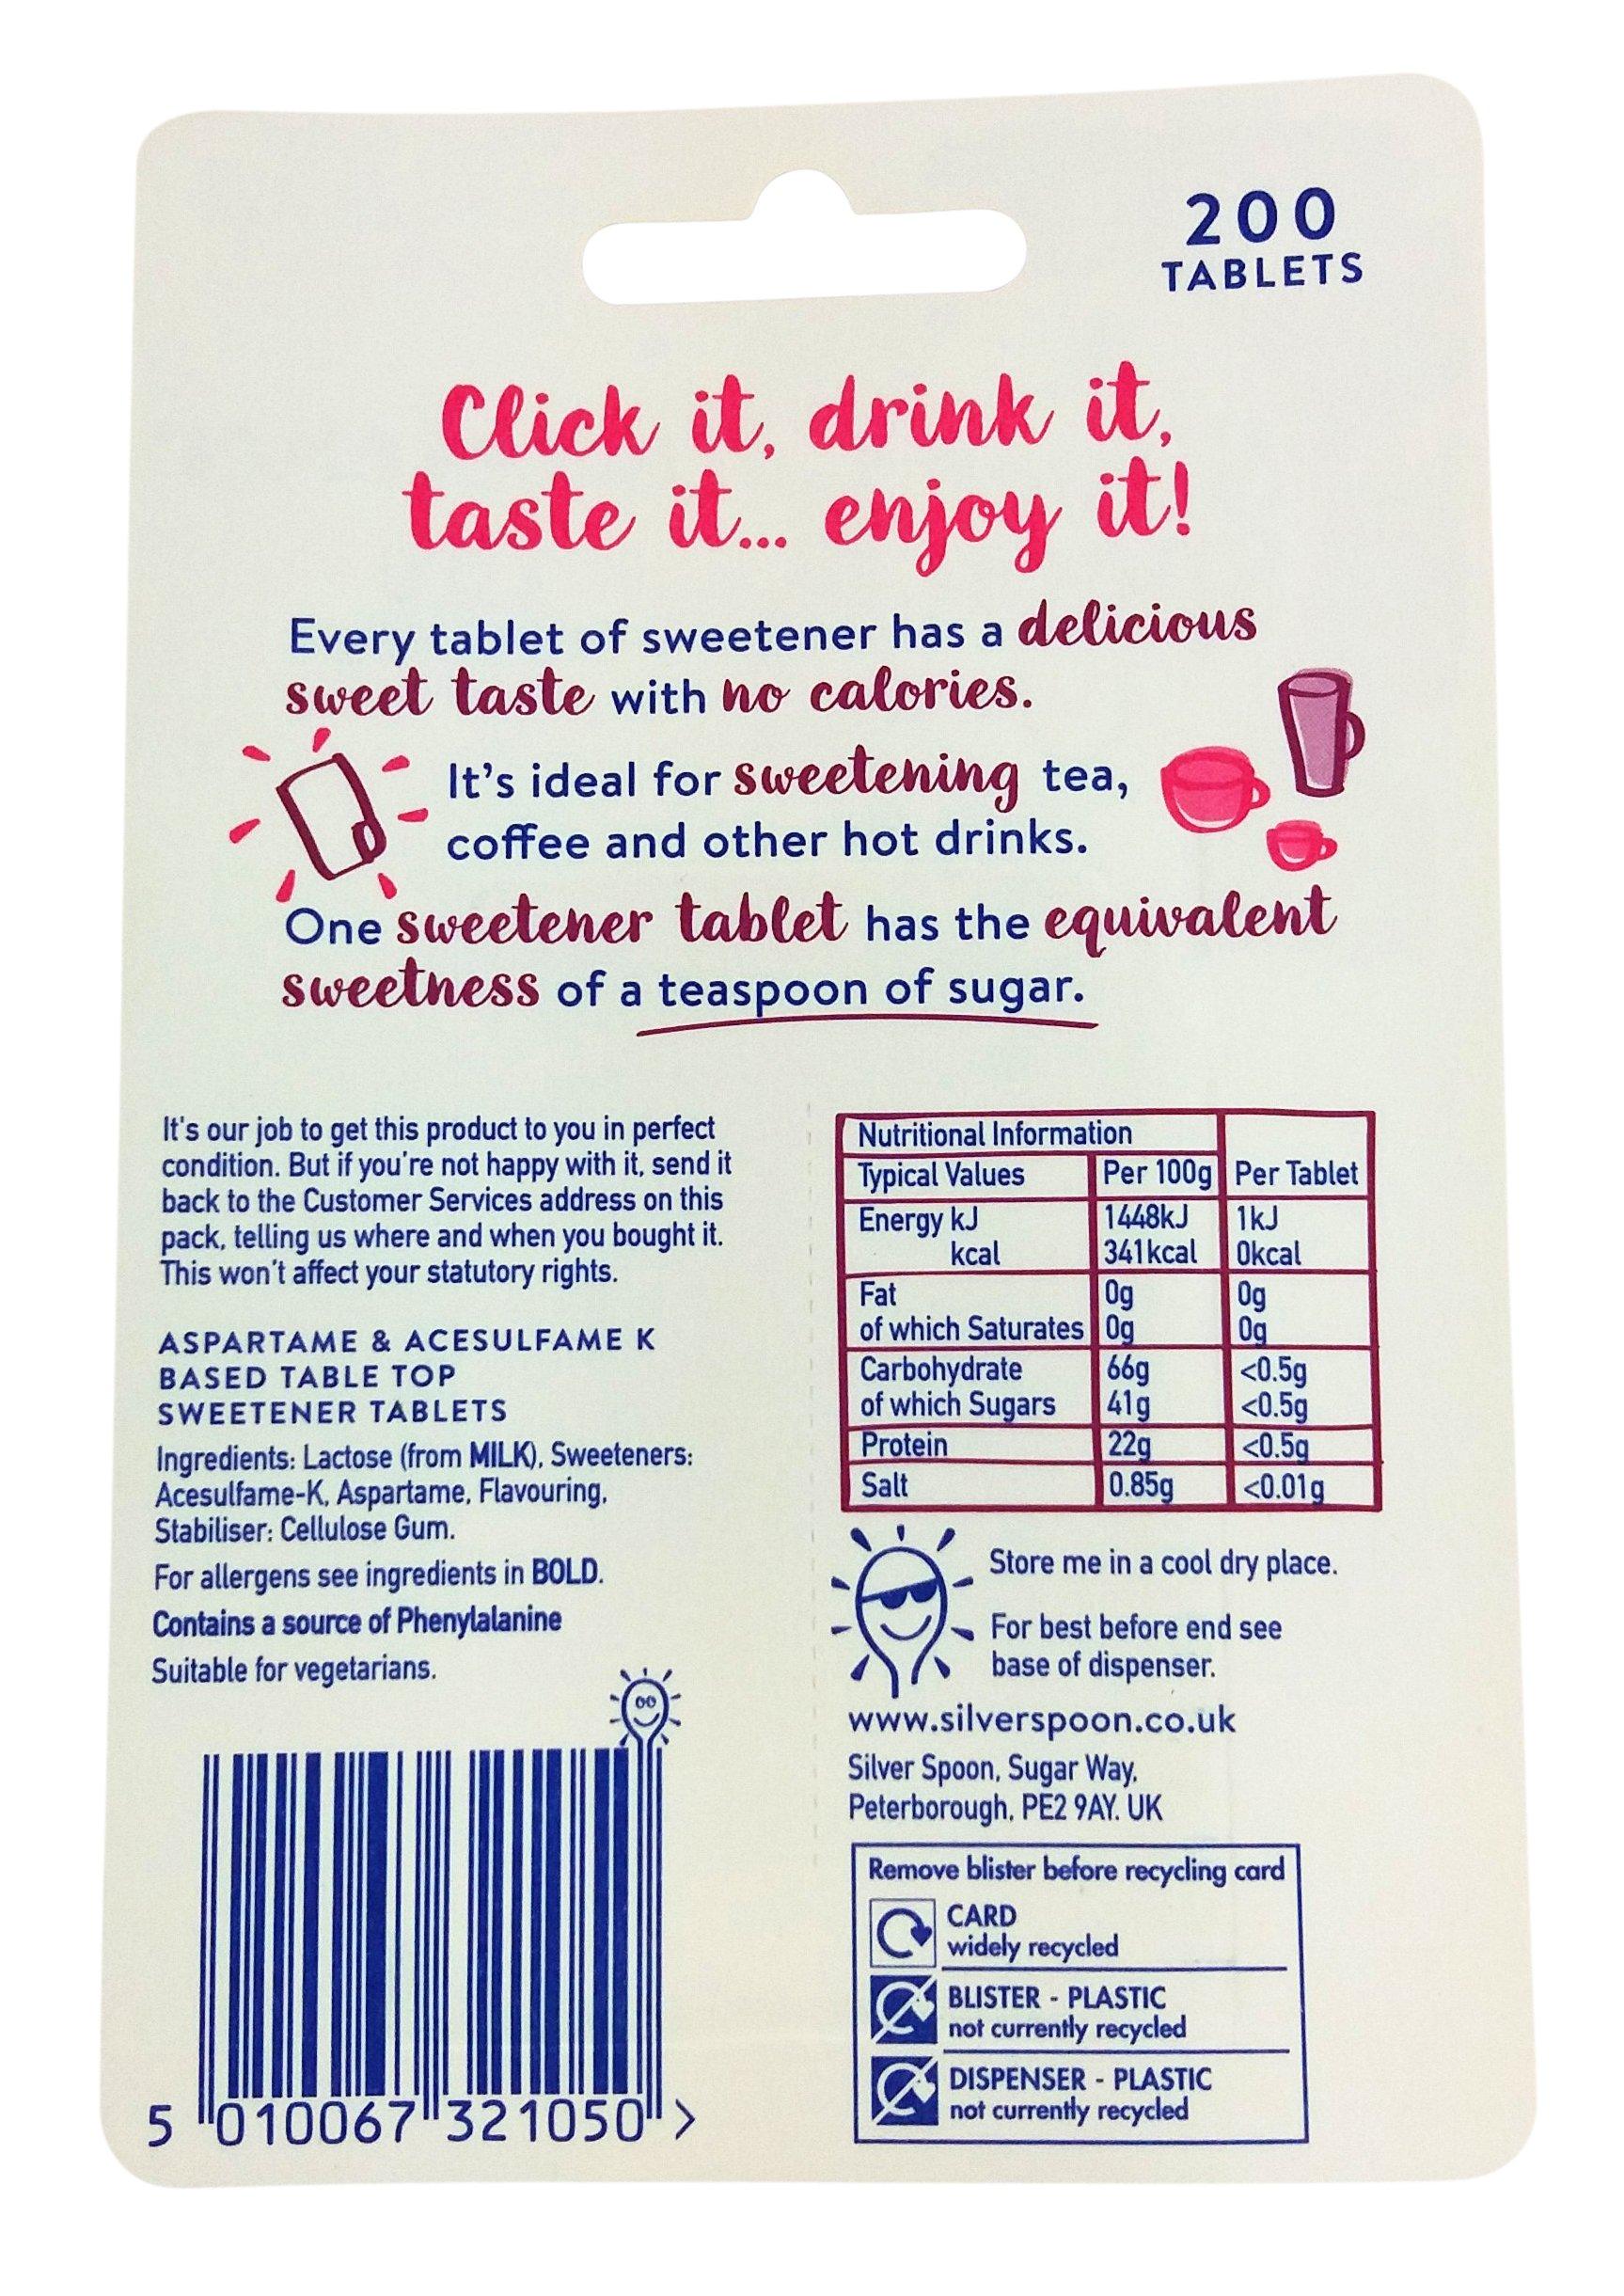 200
TABLETS
Click it, drink it,
taste it... enjoy it!
Every tablet of sweetener has a delicious
sweet taste with no calories.
It's ideal for sweetening tea,
coffee and other hot drinks.
One sweetener tablet has the equivalent
sweetness of a teaspoon of sugar.
It's our job to get this product to you in perfect
condition. But if you're not happy with it, send it
back to the Customer Services address on this
pack, telling us where and when you bought it.
This won't affect your statutory rights.
ASPARTAME & ACESULFAME K
BASED TABLE TOP
SWEETENER TABLETS
Ingredients: Lactose (from MILK), Sweeteners:
Acesulfame-K, Aspartame, Flavouring,
Stabiliser: Cellulose Gum.
For allergens see ingredients in BOLD.
Contains a source of Phenylalanine
Suitable for vegetarians.
5 010067 321050 >
Nutritional Information
Typical Values Per 100g Per Tablet
Energy kJ 1448kJ 1kJ
kcal 341kcal 0kcal
Fat 0g 0g
of which Saturates 0g 0g
Carbohydrate 66g <0.5g
of which Sugars 41g <0.5g
Protein 22g <0.5g
Salt 0.85g <0.01g
Store me in a cool dry place.
For best before end see
base of dispenser.
www.silverspoon.co.uk
Silver Spoon, Sugar Way,
Peterborough, PE2 9AY. UK
Remove blister before recycling card
CARD
widely recycled
BLISTER - PLASTIC
not currently recycled
DISPENSER - PLASTIC
not currently recycled